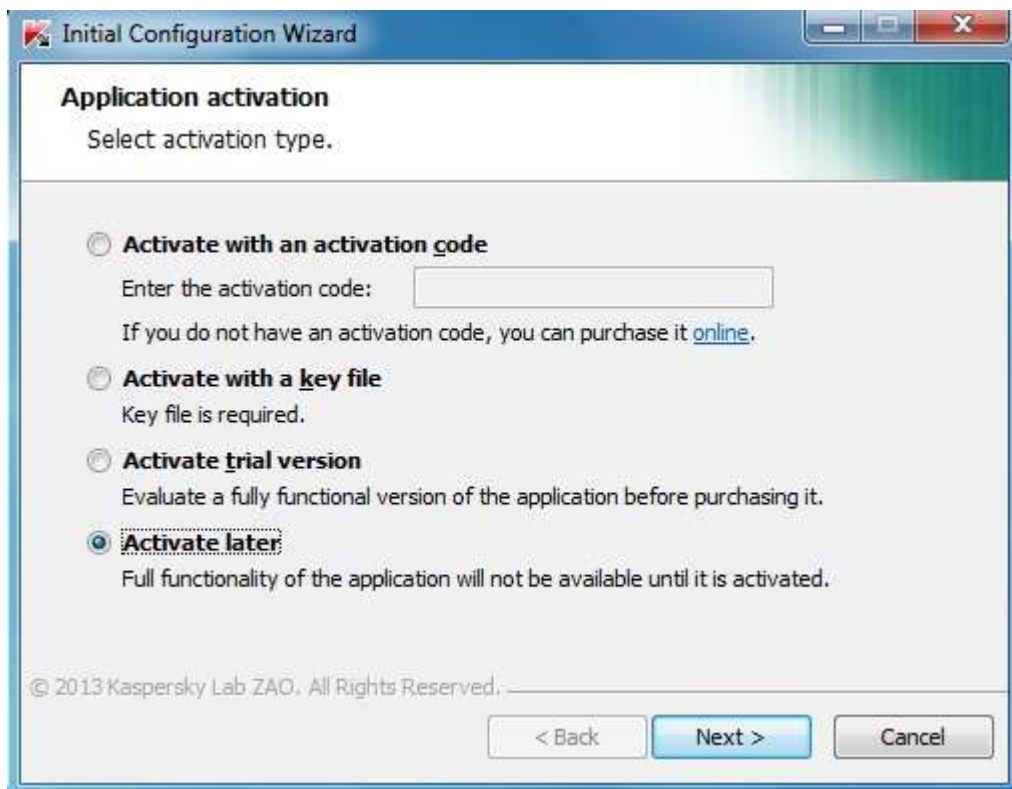 Initial Configuration Wizard
Application activation
Select activation type.
Activate with an activation code
Enter the activation code:
If you do not have an activation code, you can purchase it online.
Activate with a key file
Key file is required.
Activate trial version
Evaluate a fully functional version of the application before purchasing it.
Activate later
Full functionality of the application will not be available until it is activated.
© 2013 Kaspersky Lab ZAO. All Rights Reserved.
< Back Next > Cancel